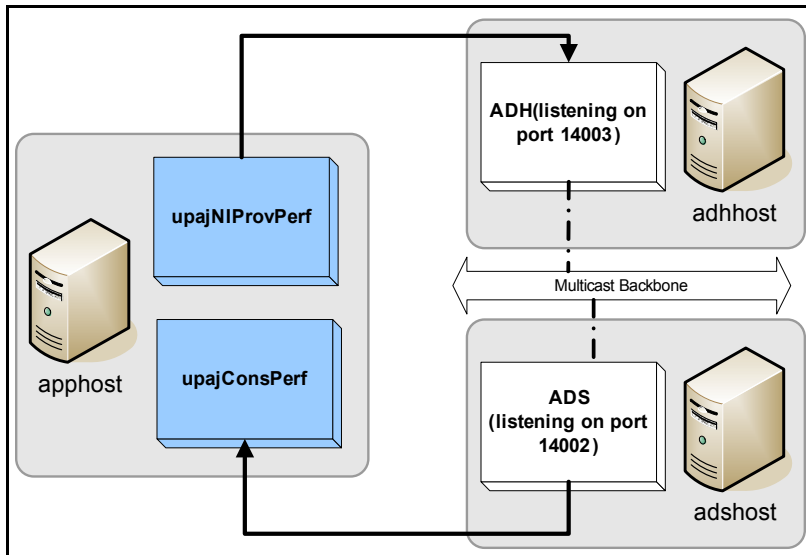 ADH(listening on
port 14003)
adhhost
upajNIProvPerf
Multicast Backbone
apphost
upajConsPerf
ADS
(listening on port
14002)
adshost